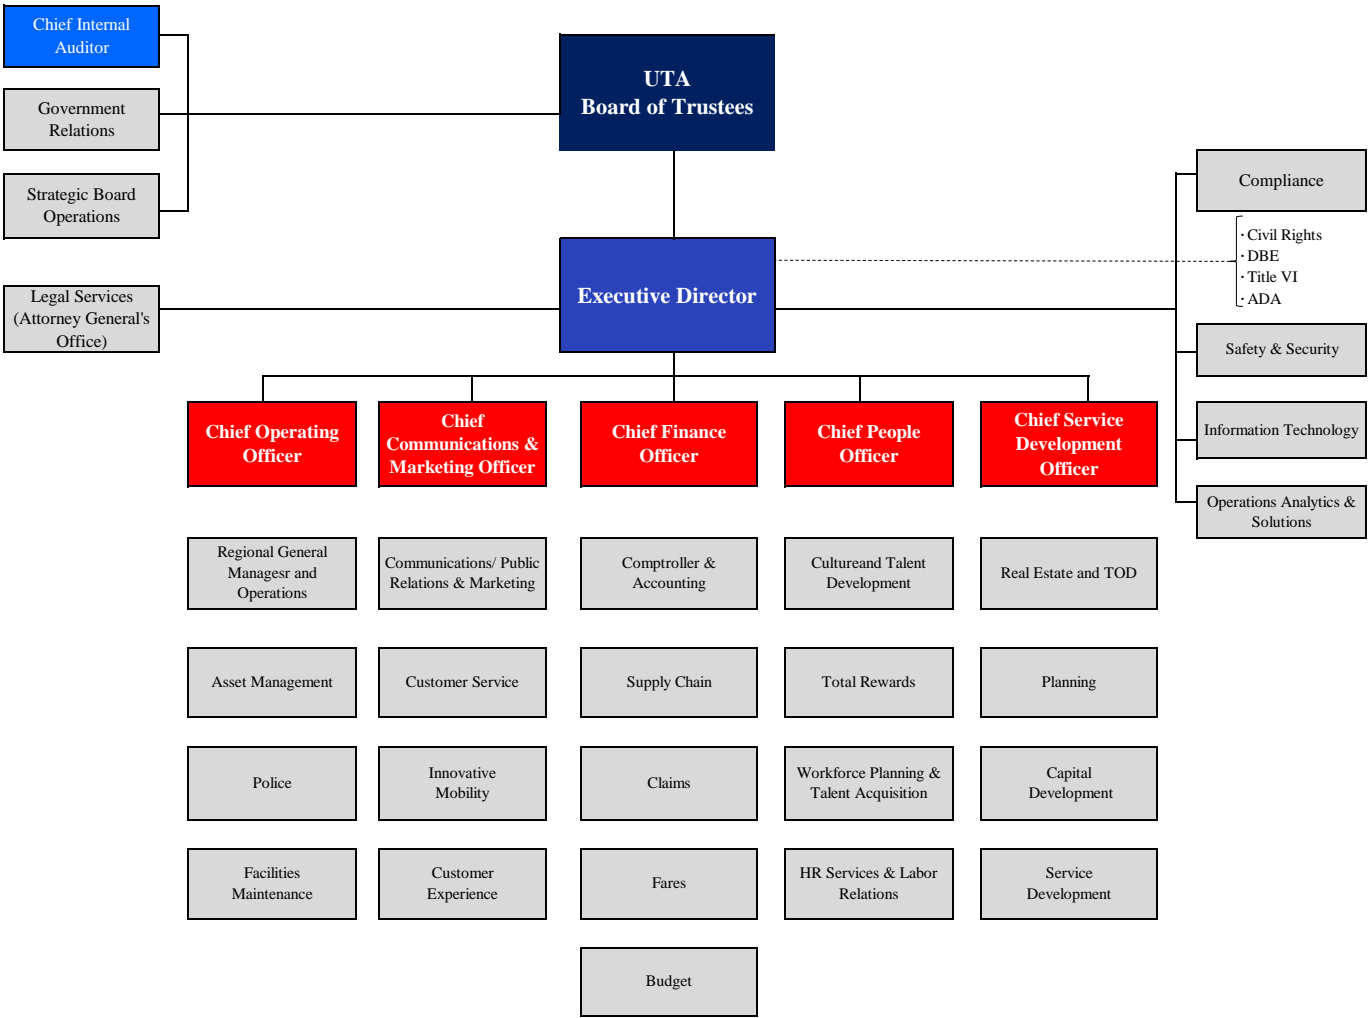 Chief Internal
Auditor
Government
Relations
Strategic Board
Operations
UTA
Board of Trustees
Legal Services
(Attorney General's
Office)
Executive Director
Compliance
· Civil Rights
· DBE
· Title VI
· ADA
Safety & Security
Information Technology
Operations Analytics &
Solutions
Chief Operating
Officer
Chief
Communications &
Marketing Officer
Chief Finance
Officer
Chief People
Officer
Chief Service
Development
Officer
Regional General
Managesr and
Operations
Communications/ Public
Relations & Marketing
Comptroller &
Accounting
Cultureand Talent
Development
Real Estate and TOD
Asset Management
Customer Service
Supply Chain
Total Rewards
Planning
Police
Innovative
Mobility
Claims
Workforce Planning &
Talent Acquisition
Capital
Development
Facilities
Maintenance
Customer
Experience
Fares
HR Services & Labor
Relations
Service
Development
Budget